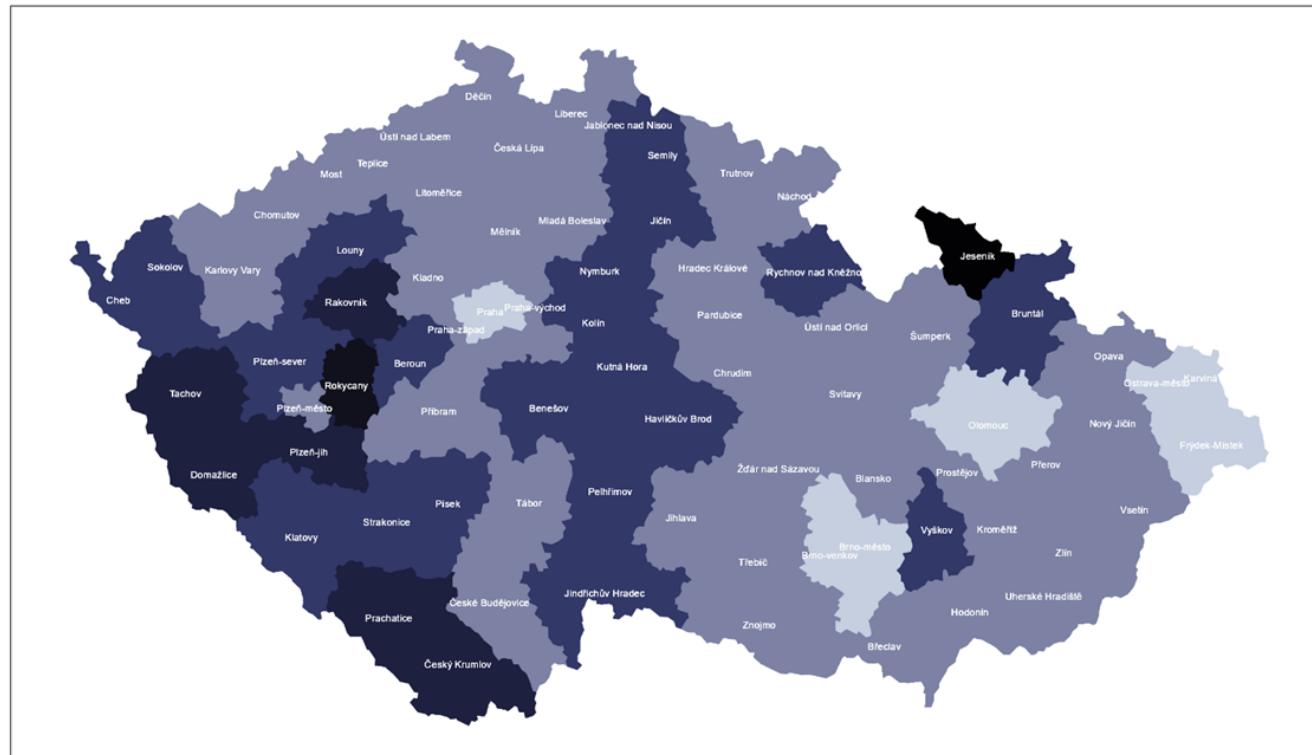 Děčín
Liberec
Jablonec nad Nisou
Ústí nad Labem
Česká Lípa
Semily
Teplice
Most
Trutnov
Litoměřice
Náchod
Chomutov
Mladá Boleslav
Jičín
Mělník
Louny
Jeseník
Sokolov
Karlovy Vary
Hradec Králové
Nymburk
Rychnov nad Kněžno
Kladno
Cheb
Rakovník
Praha
Praha-východ
Bruntál
Pardubice
Kolín
Praha-západ
Ústí nad Orlicí
Šumperk
Opava
Plzeň-sever
Beroun
Kutná Hora
Chrudim
Karviná
Ostrava-město
Rokycany
Tachov
Svitavy
Plzeň-město
Příbram
Benešov
Havlíčkův Brod
Olomouc
Nový Jičín
Frýdek-Místek
Plzeň-jih
Přerov
Žďár nad Sázavou
Prostějov
Domažlice
Blansko
Pelhřimov
Písek
Tábor
Vsetín
Jihlava
Strakonice
Vyškov
Kroměříž
Klatovy
Brno-město
Brno-venkov
Zlín
Třebíč
Jindřichův Hradec
Uherské Hradiště
České Budějovice
Hodonín
Prachatice
Znojmo
Břeclav
Český Krumlov